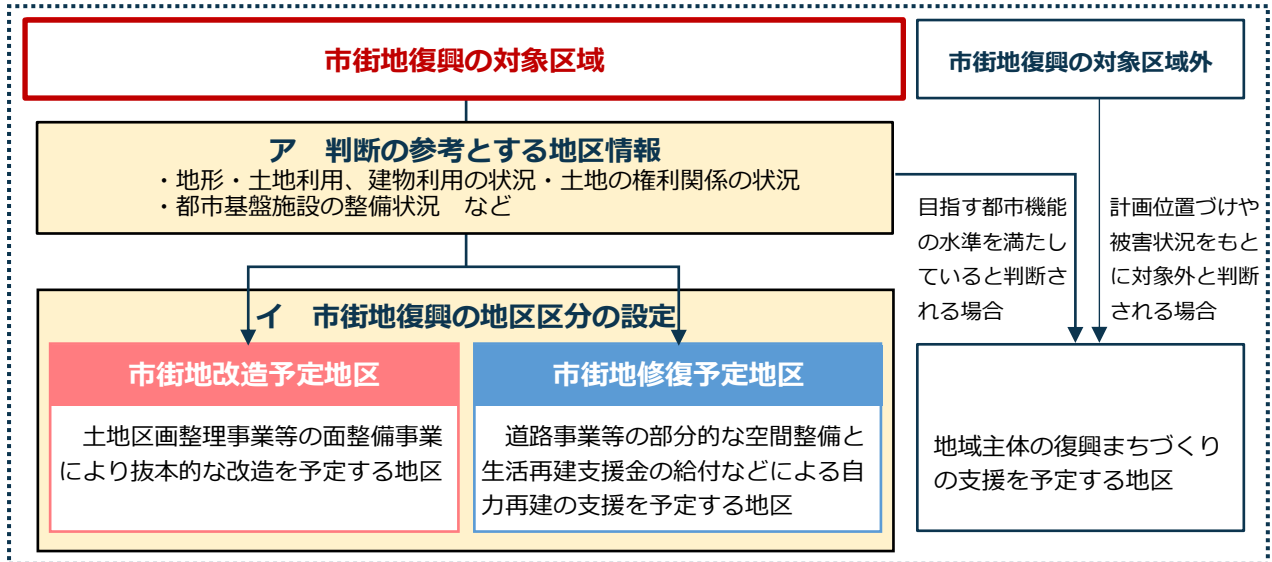 市街地復興の対象区域
市街地復興の対象区域外
ア　判断の参考とする地区情報
・地形・土地利用、建物利用の状況・土地の権利関係の状況
・都市基盤施設の整備状況　など
目指す都市機能
の水準を満たし
ていると判断さ
れる場合
計画位置づけや
被害状況をもと
に対象外と判断
される場合
イ　市街地復興の地区区分の設定
市街地改造予定地区
土地区画整理事業等の面整備事業
により抜本的な改造を予定する地区
市街地修復予定地区
道路事業等の部分的な空間整備と
生活再建支援金の給付などによる自
力再建の支援を予定する地区
地域主体の復興まちづくり
の支援を予定する地区